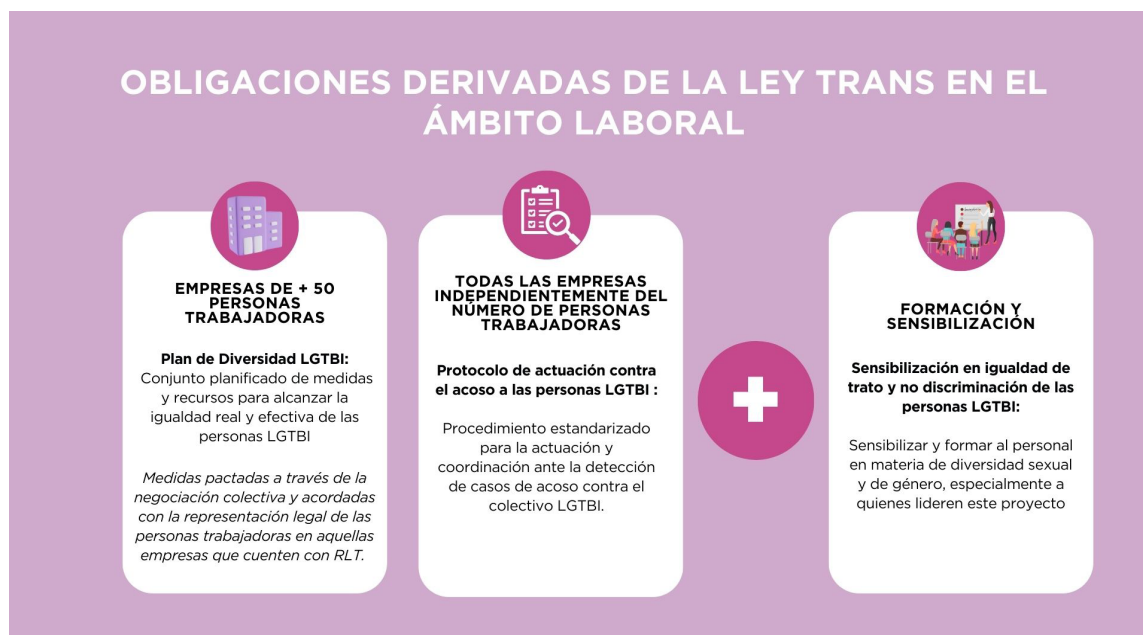 OBLIGACIONES DERIVADAS DE LA LEY TRANS EN EL
ÁMBITO LABORAL
EMPRESAS DE + 50
PERSONAS
TRABAJADORAS
Plan de Diversidad LGTBI:
Conjunto planificado de medidas
y recursos para alcanzar la
igualdad real y efectiva de las
personas LGTBI
Medidas pactadas a través de la
negociación colectiva y acordadas
con la representación legal de las
personas trabajadoras en aquellas
empresas que cuenten con RLT.
TODAS LAS EMPRESAS
INDEPENDIENTEMENTE DEL
NÚMERO DE PERSONAS
TRABAJADORAS
Protocolo de actuación contra
el acoso a las personas LGTBI :
Procedimiento estandarizado
para la actuación y
coordinación ante la detección
de casos de acoso contra el
colectivo LGTBI.
FORMACIÓN Y
SENSIBILIZACIÓN
Sensibilización en igualdad de
trato y no discriminación de las
personas LGTBI:
Sensibilizar y formar al personal
en materia de diversidad sexual
y de género, especialmente a
quienes lideren este proyecto